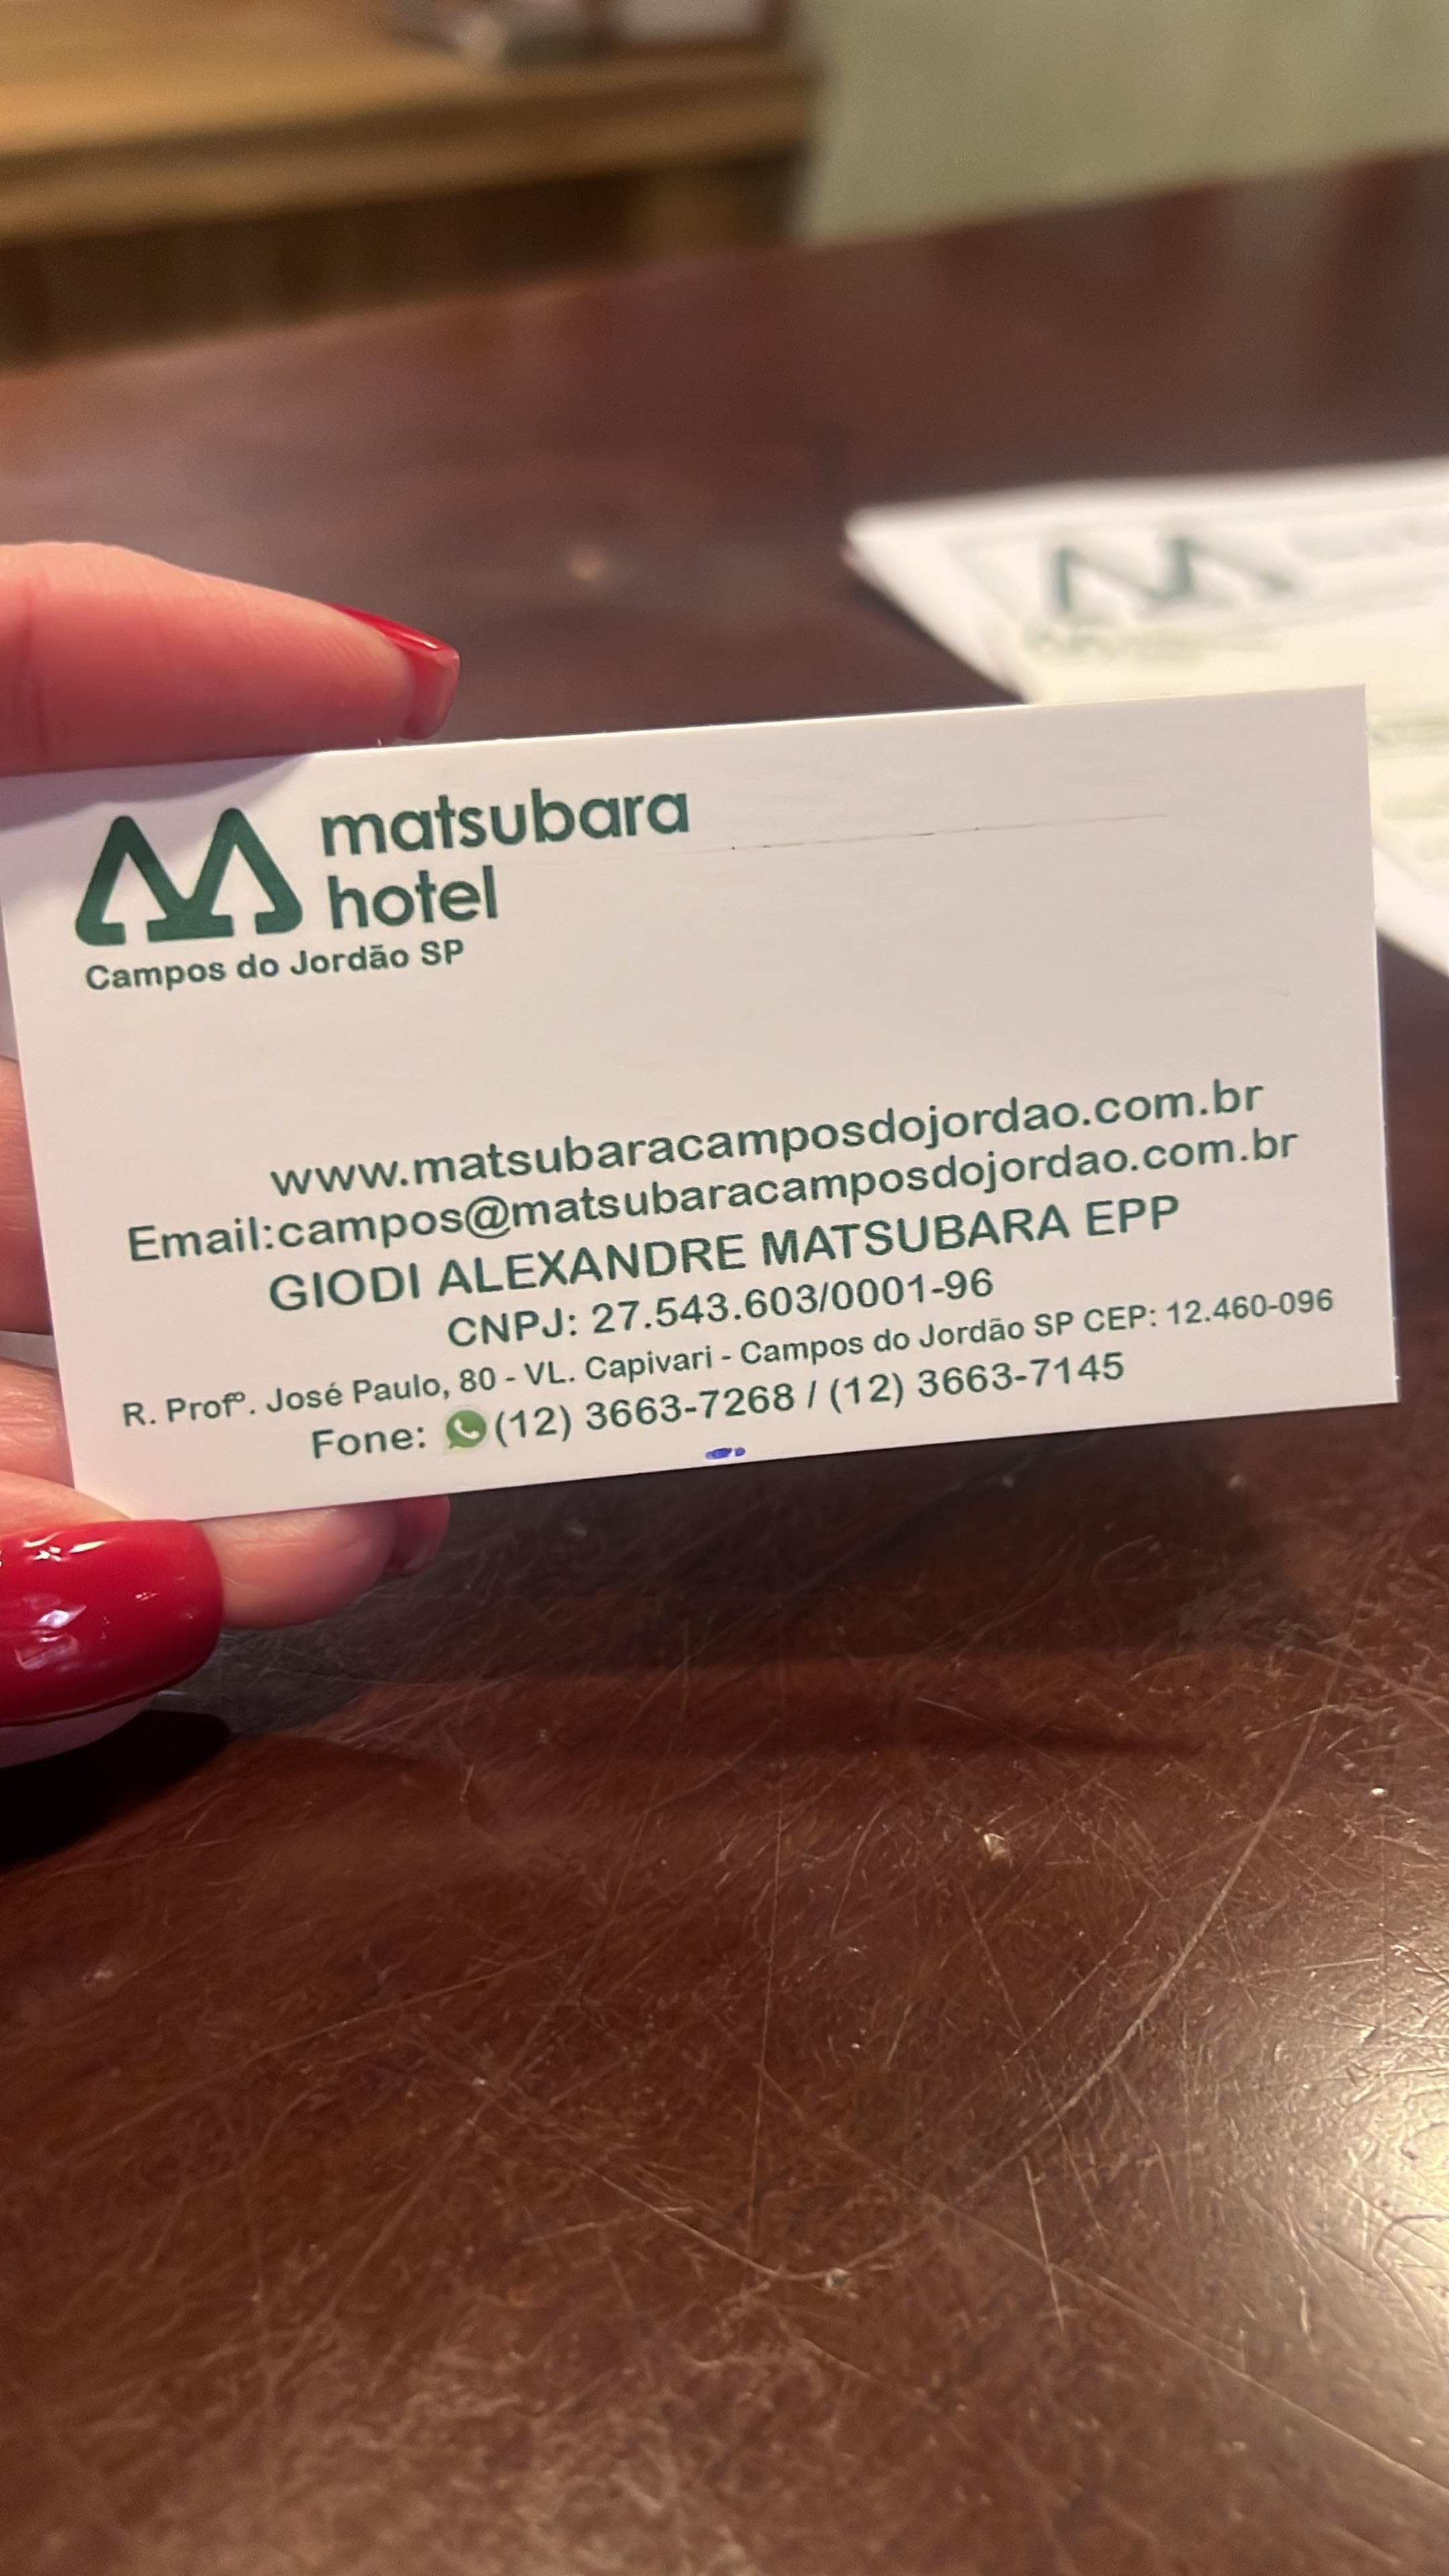 matsubara
hotel
Campos do Jordão SP
www.matsubaracamposdojordao.com.br
Email:campos@matsubaracamposdojordao.com.br
GIODI ALEXANDRE MATSUBARA EPP
CNPJ: 27.543.603/0001-96
R. Profº. José Paulo, 80 - VL. Capivari - Campos do Jordão SP CEP: 12.460-096
Fone: (12) 3663-7268 / (12) 3663-7145